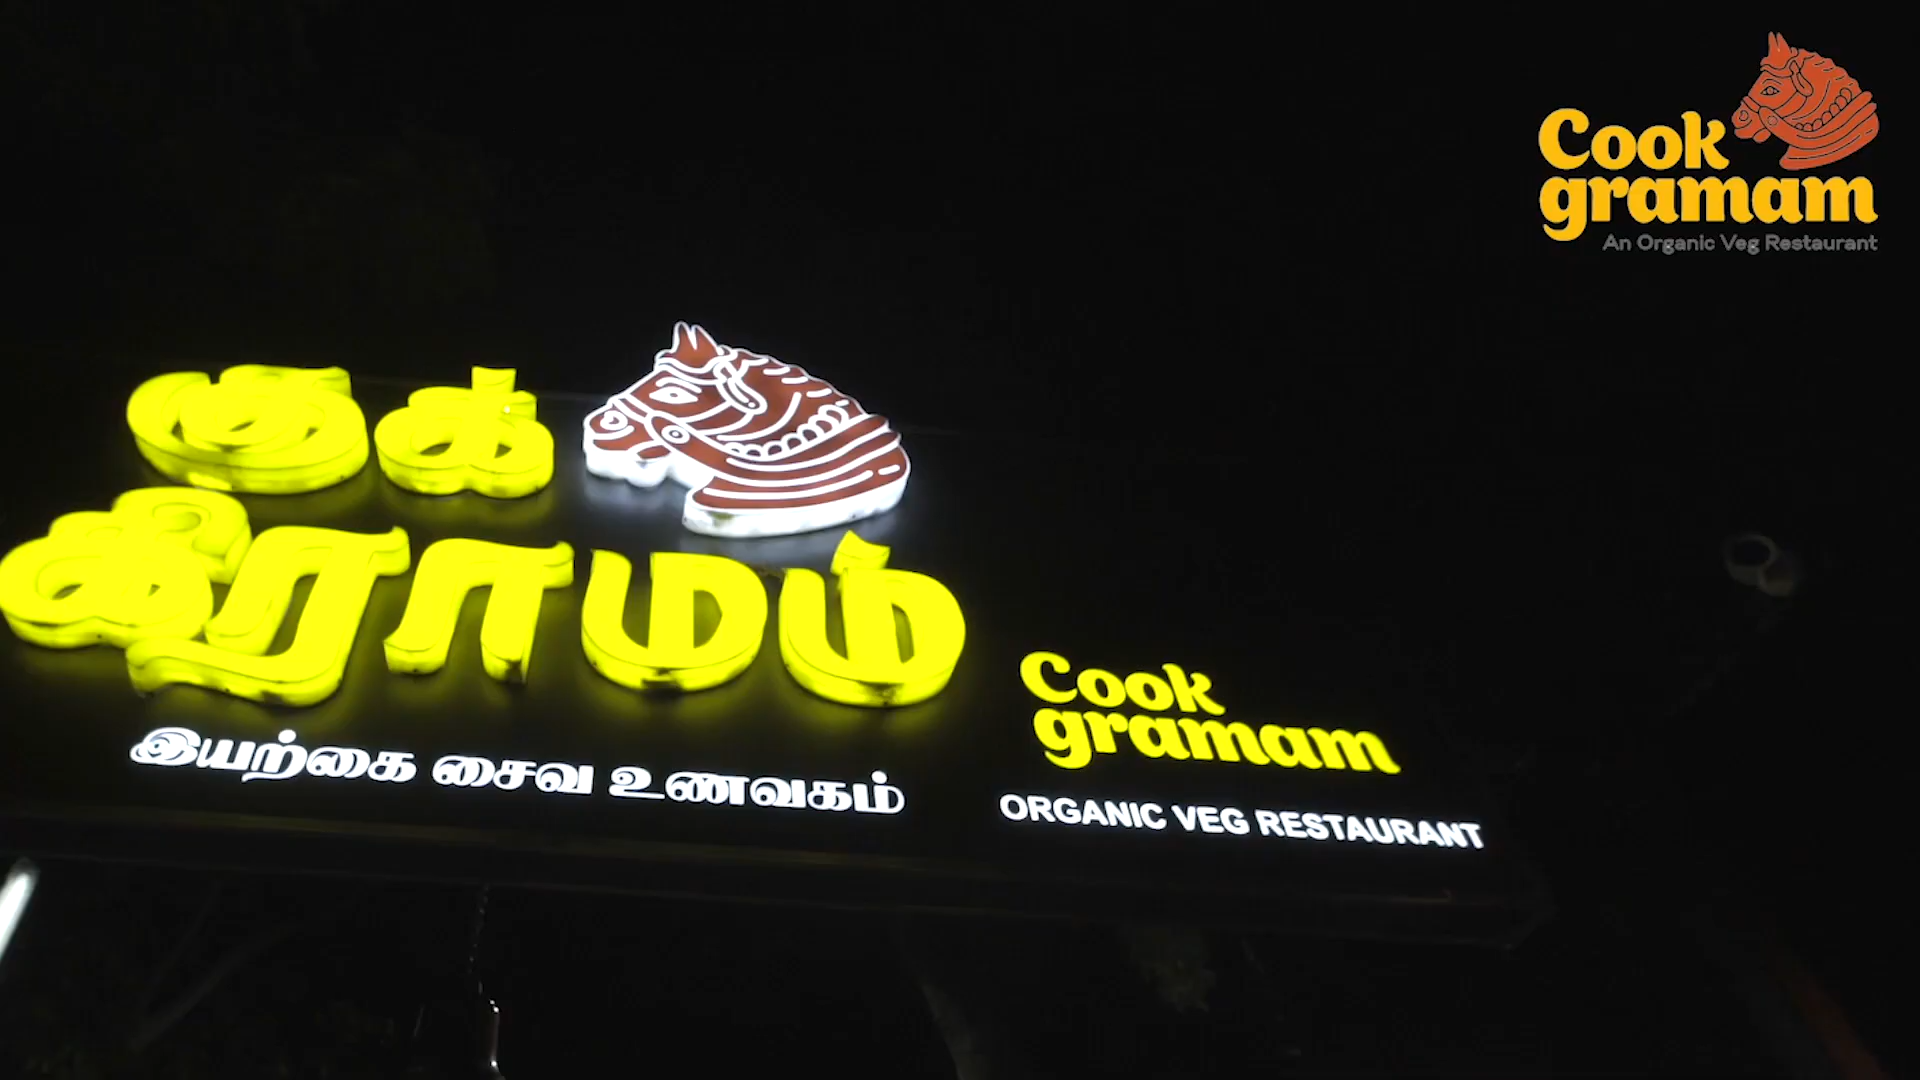 Cook
gramam
An Organic Veg Restaurant
குக்
கிராமம்
இயற்கை சைவ உணவகம்
Cook
gramam
ORGANIC VEG RESTAURANT